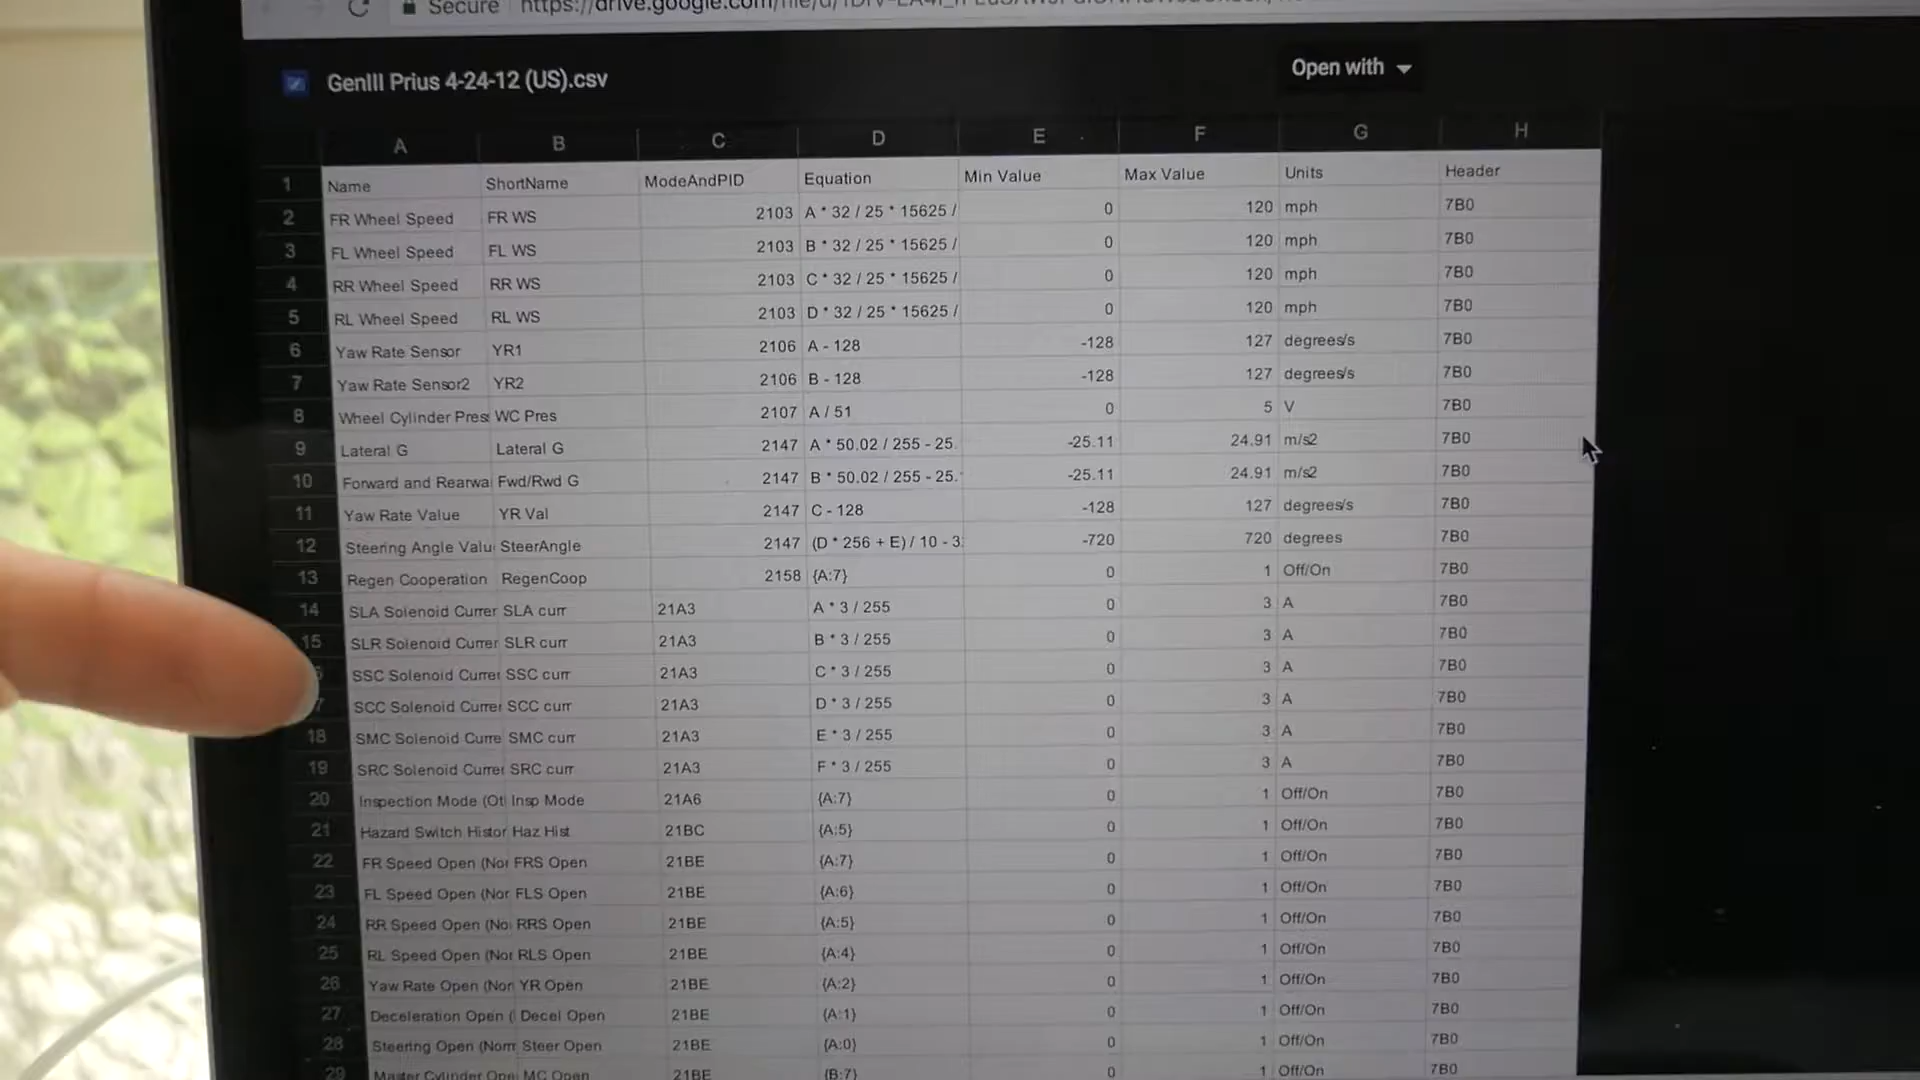 Secure https://drive.google.com/file/d/
GenIII Prius 4-24-12 (US).csv Open with
A B C D E F G H
1 Name ShortName ModeAndPID Equation Min Value Max Value Units Header
2 FR Wheel Speed FR WS 2103 A * 32 / 25 * 15625 / 0 120 mph 7B0
3 FL Wheel Speed FL WS 2103 B * 32 / 25 * 15625 / 0 120 mph 7B0
4 RR Wheel Speed RR WS 2103 C * 32 / 25 * 15625 / 0 120 mph 7B0
5 RL Wheel Speed RL WS 2103 D * 32 / 25 * 15625 / 0 120 mph 7B0
6 Yaw Rate Sensor YR1 2106 A - 128 -128 127 degrees/s 7B0
7 Yaw Rate Sensor2 YR2 2106 B - 128 -128 127 degrees/s 7B0
8 Wheel Cylinder Pres WC Pres 2107 A / 51 0 5 V 7B0
9 Lateral G Lateral G 2147 A * 50.02 / 255 - 25. -25.11 24.91 m/s2 7B0
10 Forward and Rearwa Fwd/Rwd G 2147 B * 50.02 / 255 - 25. -25.11 24.91 m/s2 7B0
11 Yaw Rate Value YR Val 2147 C - 128 -128 127 degrees/s 7B0
12 Steering Angle Valu SteerAngle 2147 (D * 256 + E) / 10 - 3 -720 720 degrees 7B0
13 Regen Cooperation RegenCoop 2158 {A:7} 0 1 Off/On 7B0
14 SLA Solenoid Curre SLA curr 21A3 A * 3 / 255 0 3 A 7B0
15 SLR Solenoid Curre SLR curr 21A3 B * 3 / 255 0 3 A 7B0
SSC Solenoid Curre SSC curr 21A3 C * 3 / 255 0 3 A 7B0
7 SCC Solenoid Curre SCC curr 21A3 D * 3 / 255 0 3 A 7B0
18 SMC Solenoid Curre SMC curr 21A3 E * 3 / 255 0 3 A 7B0
19 SRC Solenoid Curre SRC curr 21A3 F * 3 / 255 0 3 A 7B0
20 Inspection Mode (Ot Insp Mode 21A6 {A:7} 0 1 Off/On 7B0
21 Hazard Switch Histor Haz Hist 21BC {A:5} 0 1 Off/On 7B0
22 FR Speed Open (Nor FRS Open 21BE {A:7} 0 1 Off/On 7B0
23 FL Speed Open (Nor FLS Open 21BE {A:6} 0 1 Off/On 7B0
24 RR Speed Open (No RRS Open 21BE {A:5} 0 1 Off/On 7B0
25 RL Speed Open (Nor RLS Open 21BE {A:4} 0 1 Off/On 7B0
26 Yaw Rate Open (Nor YR Open 21BE {A:2} 0 1 Off/On 7B0
27 Deceleration Open ( Decel Open 21BE {A:1} 0 1 Off/On 7B0
28 Steering Open (Norm Steer Open 21BE {A:0} 0 1 Off/On 7B0
29 Master Cylinder Ope MC Open 21BE {B:7} 0 1 Off/On 7B0